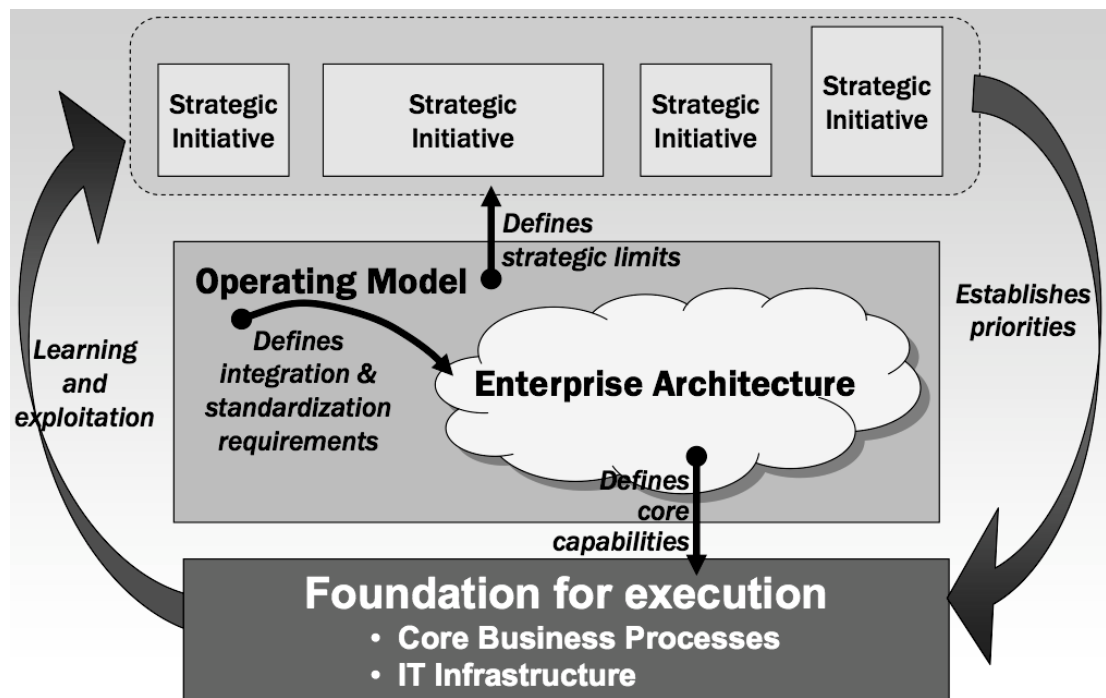 Strategic
Initiative
Strategic
Initiative
Strategic
Initiative
Strategic
Initiative
Defines
strategic limits
Operating Model
Establishes
priorities
Defines
integration &
standardization
requirements
Learning
and
exploitation
Enterprise Architecture
Defines
core
capabilities
Foundation for execution
• Core Business Processes
• IT Infrastructure